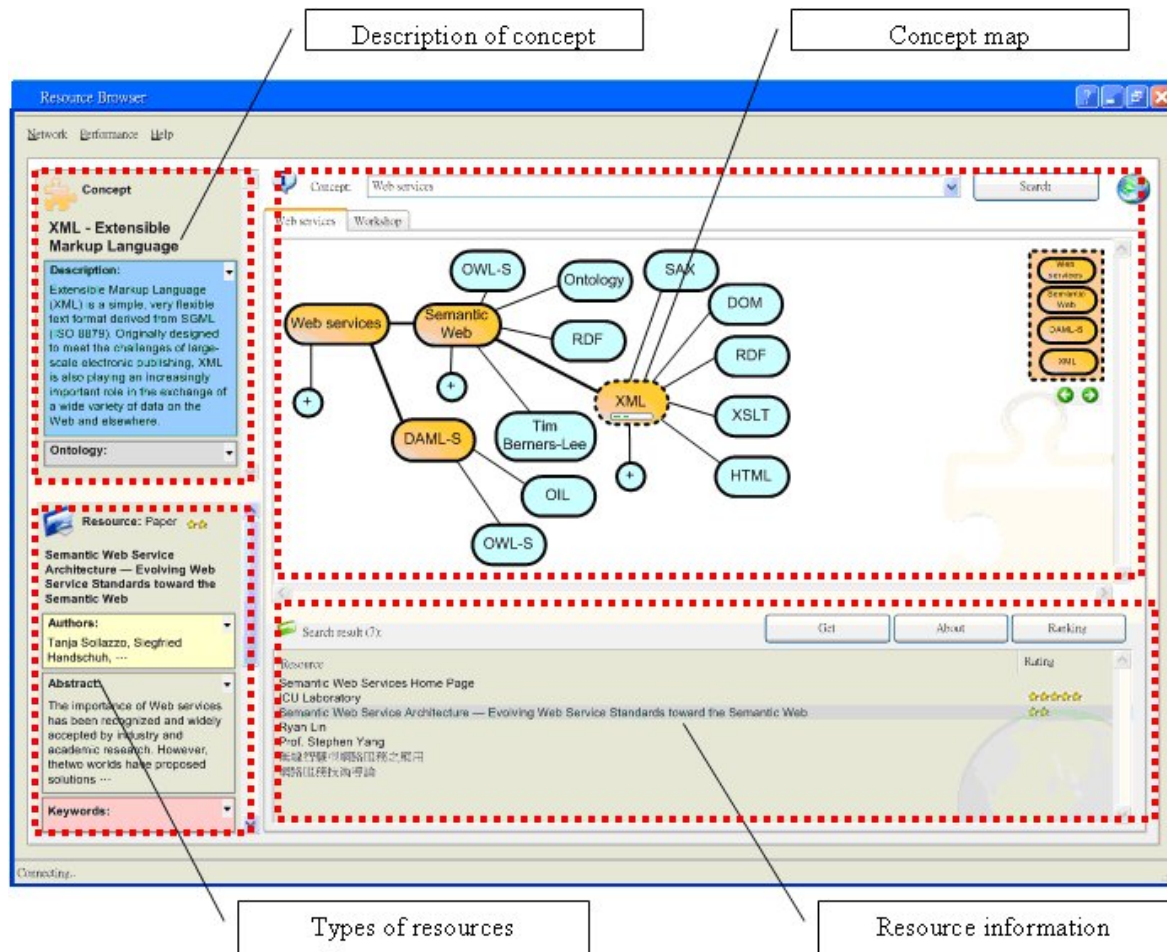 Description of concept
Concept map
Resource Browser
Network Performance Help
Concept
XML - Extensible
Markup Language
Description:
Extensible Markup Language
(XML) is a simple, very flexible
text format derived from SGML
(ISO 8879). Originally designed
to meet the challenges of large-
scale electronic publishing, XML
is also playing an increasingly
important role in the exchange of
a wide variety of data on the
Web and elsewhere.
Ontology:
Resource: Paper
Semantic Web Service
Architecture — Evolving Web
Service Standards toward the
Semantic Web
Authors:
Tanja Sollazzo, Siegfried
Handschuh, ...
Abstract:
The importance of Web services
has been recognized and widely
accepted by industry and
academic research. However,
thetwo worlds have proposed
solutions ...
Keywords:
Concept: Web services
Search
Web services
Workshop
OWL-S
Ontology
SAX
DOM
Web services
Semantic
Web
RDF
RDF
+
+
XML
XSLT
DAML-S
Tim
Berners-Lee
+
HTML
OIL
OWL-S
Web
services
Semantic
Web
DAML-S
XML
Search result (7):
Get
About
Ranking
Resource
Rating
Semantic Web Services Home Page
ICU Laboratory
Semantic Web Service Architecture — Evolving Web Service Standards toward the Semantic Web
Ryan Lin
Prof. Stephen Yang
網路服務技術導論
Connecting..
Types of resources
Resource information